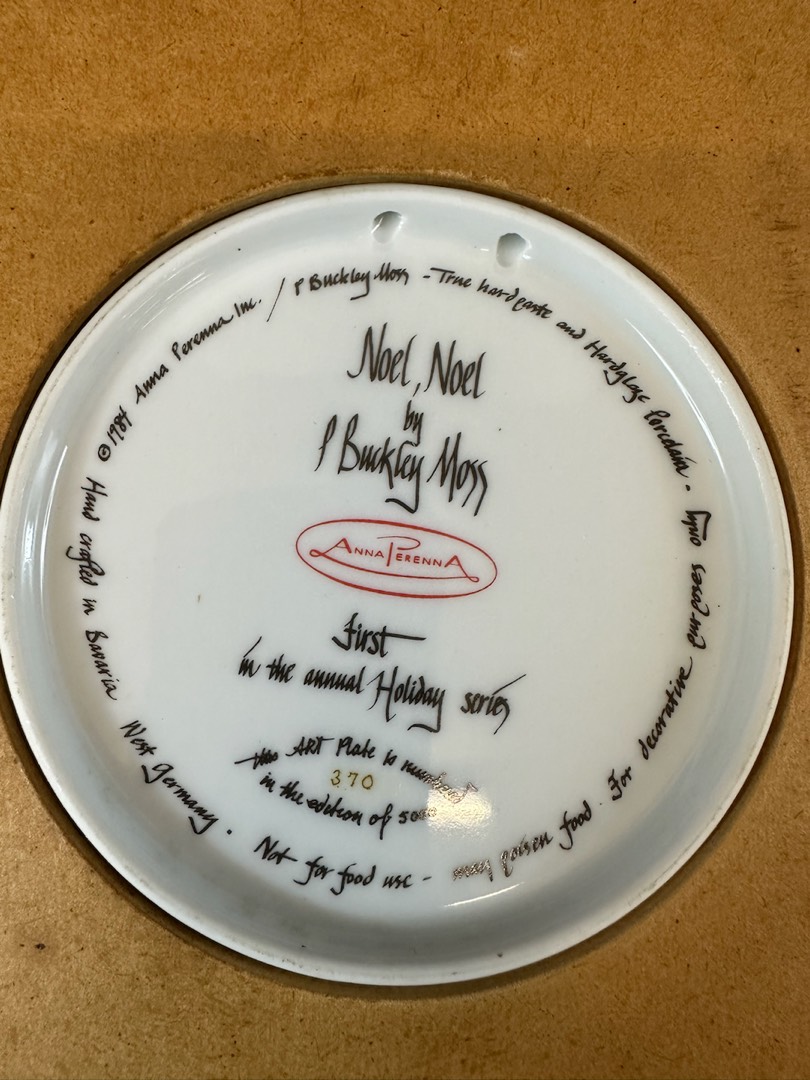 Noel, Noel
by
P Buckley Moss
ANNA PERENNA
First
in the annual Holiday series
this ART Plate is numbered
370
in the edition of 5000
©1984 Anna Perenna Inc. / P Buckley Moss - True hardpaste and Hardglaze Porcelain -
Hand crafted in Bavaria West Germany. Not for food use - may poison food. For decorative purposes only